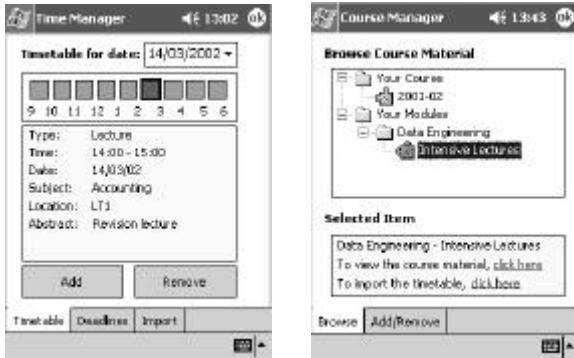 Time Manager 13:02 ok
Timetable for date: 14/03/2002
9 10 11 12 1 2 3 4 5 6
Type: Lecture
Time: 14:00 - 15:00
Date: 14/03/02
Subject: Accounting
Location: LT1
Abstract: Revision lecture
Add Remove
Timetable Deadlines Import
Course Manager 13:43 ok
Browse Course Material
Your Course
2001-02
Your Modules
Data Engineering
Intensive Lectures
Selected Item
Data Engineering - Intensive Lectures
To view the course material, click here
To import the timetable, click here
Browse Add/Remove